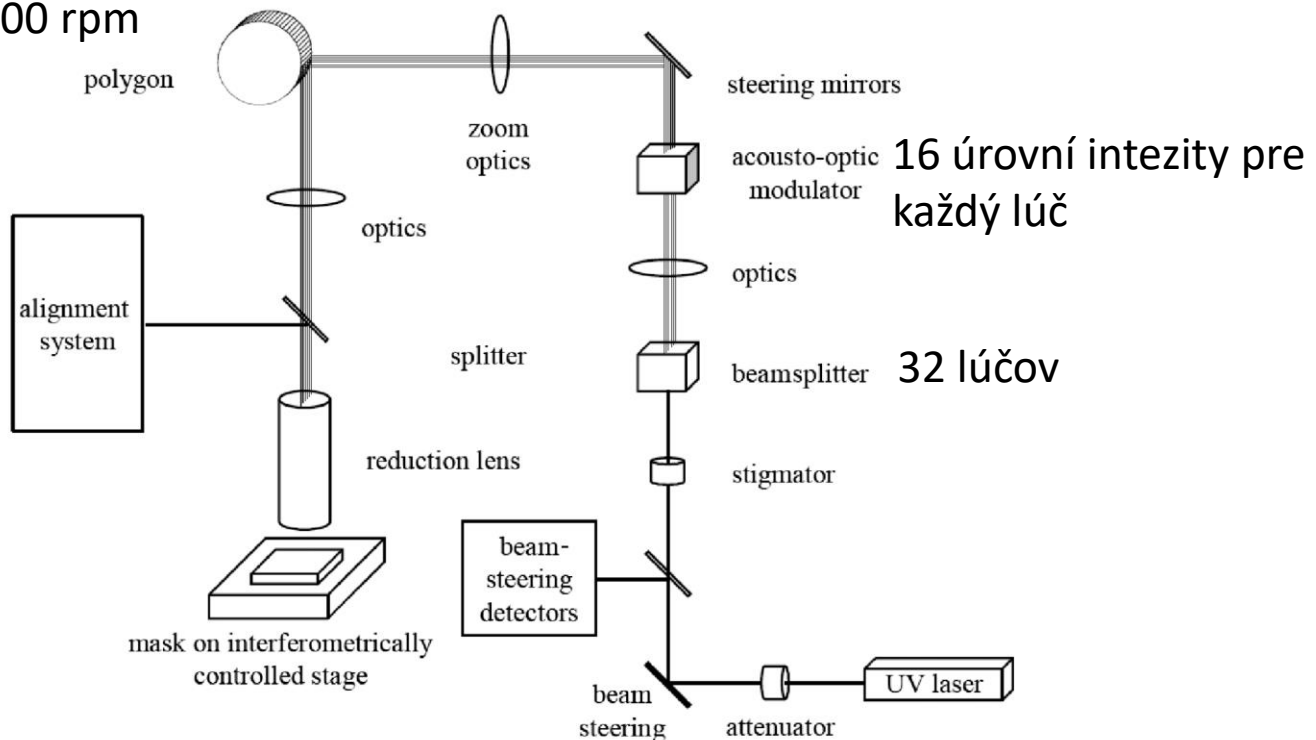 00 rpm
polygon
steering mirrors
zoom
optics
acousto-optic
modulator
16 úrovní intezity pre
každý lúč
optics
optics
alignment
system
splitter
beamsplitter
32 lúčov
reduction lens
stigmator
beam-
steering
detectors
mask on interferometrically
controlled stage
UV laser
beam
steering
attenuator